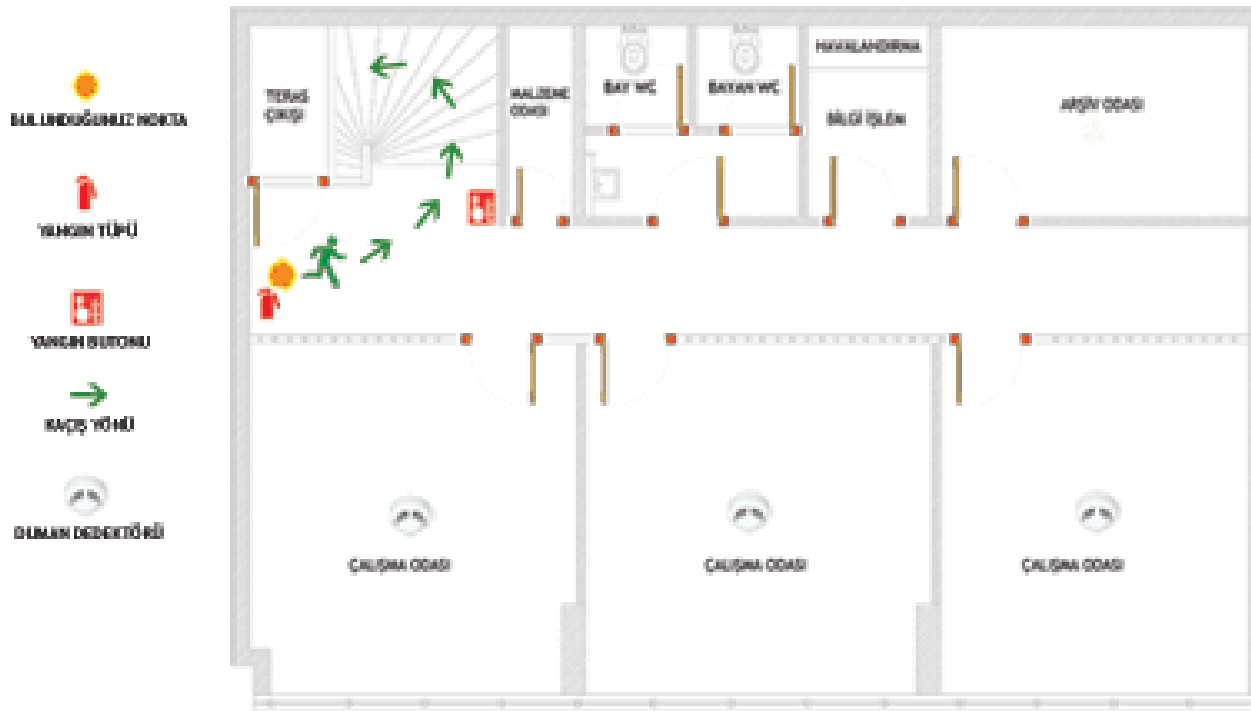 BULUNDUĞUNUZ NOKTA
YANGIN TÜPÜ
YANGIN BUTONU
KAÇIŞ YÖNÜ
DUMAN DEDEKTÖRÜ
TERAS
ÇIKIŞI
MALZEME
ODASI
BAY WC
BAYAN WC
HAVALANDIRMA
BİLGİ İŞLEM
ARŞİV ODASI
ÇALIŞMA ODASI
ÇALIŞMA ODASI
ÇALIŞMA ODASI